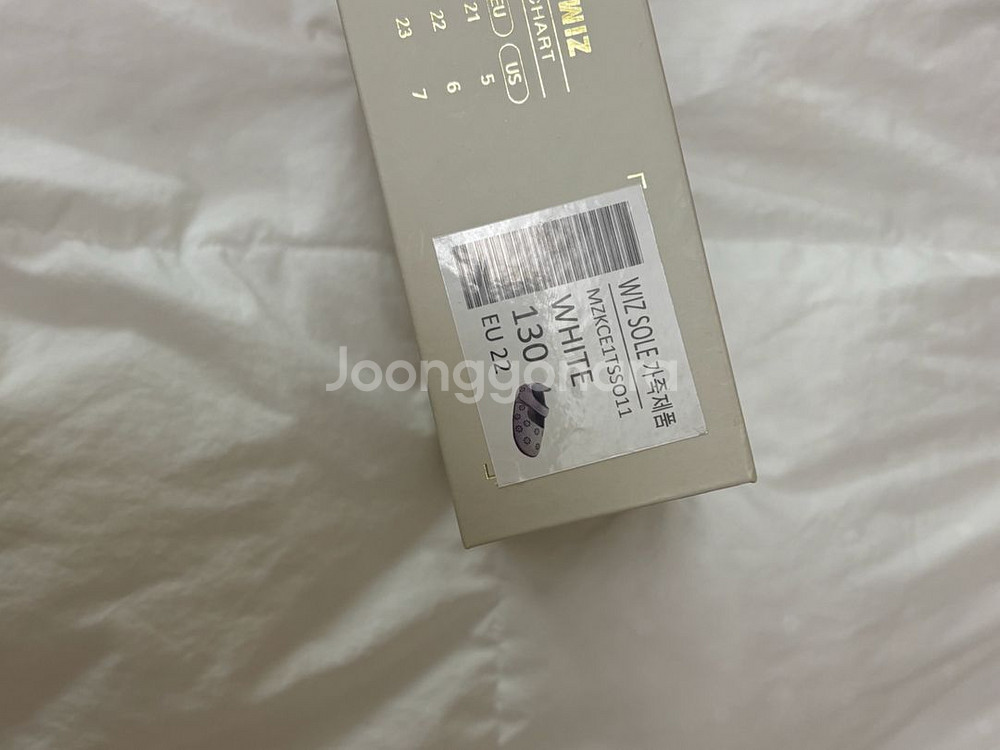 WIZ
CHART
EU US
21 5
22 6
23 7
WIZ SOLE 가죽제품
MZKCE1TSSO11
WHITE
130
EU 22
Joonggonara